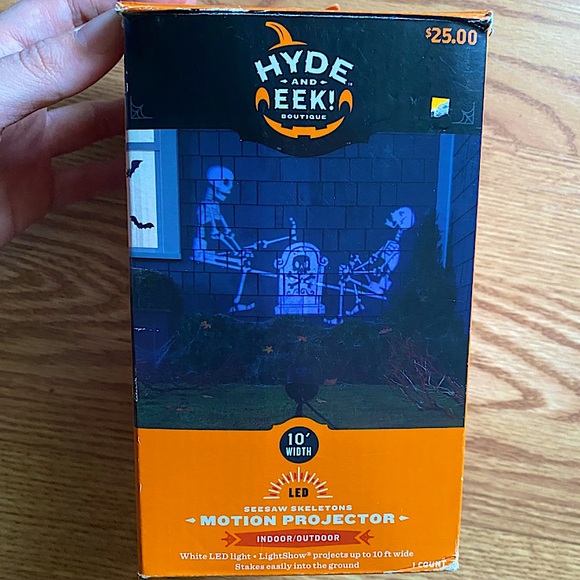 $25.00
HYDE
AND
EEK!
BOUTIQUE
10'
WIDTH
LED
SEESAW SKELETONS
MOTION PROJECTOR
INDOOR/OUTDOOR
White LED light • LightShow® projects up to 10 ft wide
Stakes easily into the ground
1 COUNT